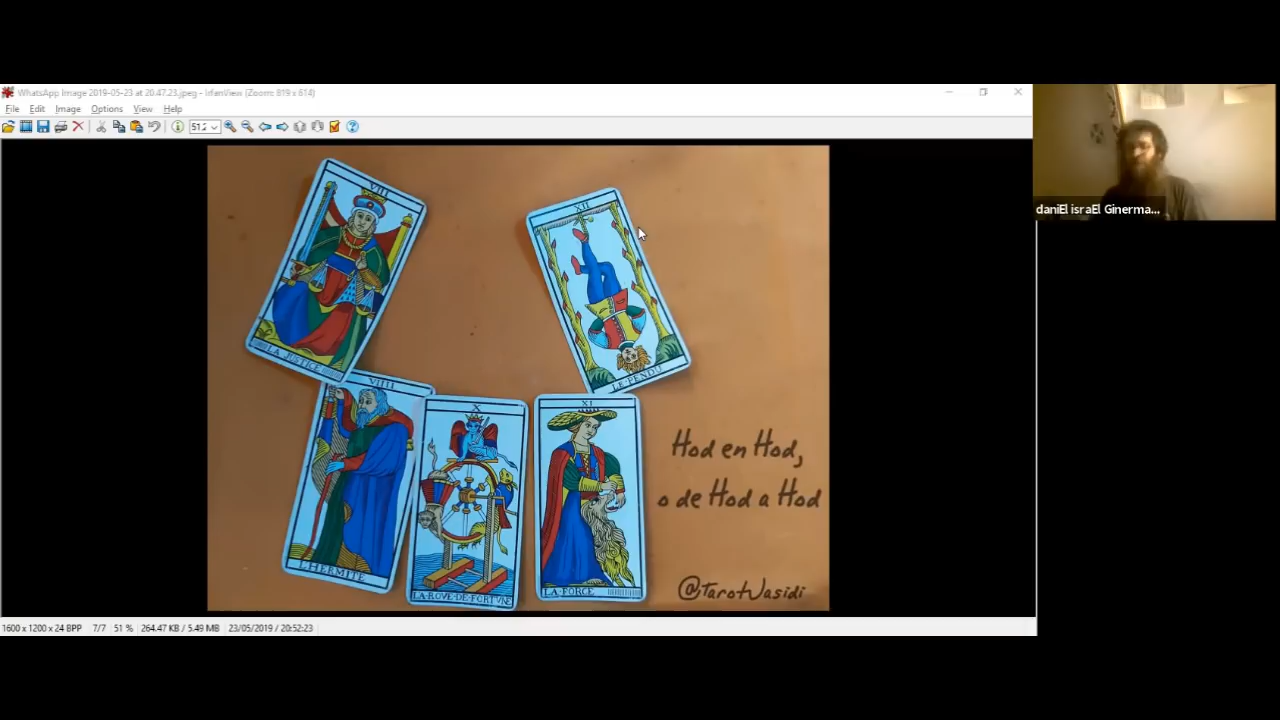 WhatsApp Image 2019-05-23 at 20.47.23.jpeg - IrfanView (Zoom: 819 x 614)
File Edit Image Options View Help
51.
daniEl israEl Ginerma...
VIII
LA JUSTICE
XII
LE PENDU
VIIII
L'HERMITE
X
LA·ROVE·DE·FORTVNE
XI
LA FORCE
Hod en Hod,
o de Hod a Hod
@TarotJasidi
1600 x 1200 x 24 BPP 7/7 51 % 264.47 KB / 5.49 MB 23/05/2019 / 20:52:23